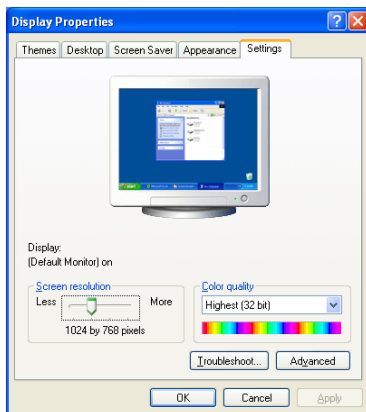 Display Properties
Themes Desktop Screen Saver Appearance Settings
start
Display:
(Default Monitor) on
Screen resolution
Less More
1024 by 768 pixels
Color quality
Highest (32 bit)
Troubleshoot... Advanced
OK Cancel Apply